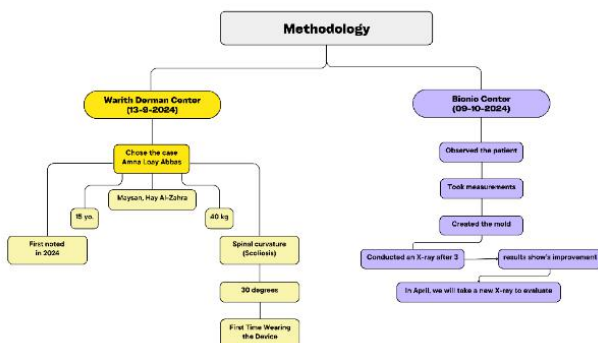 Methodology
Warith Derman Center
(13-9-2024)
Chose the case
Amna Loay Abbas
15 yo.
Maysan, Hay Al-Zahra
40 kg
First noted
in 2024
Spinal curvature
(Scoliosis)
30 degrees
First Time Wearing
the Device
Bionic Center
(09-10-2024)
Observed the patient
Took measurements
Created the mold
Conducted an X-ray after 3
results show's improvement
In April, we will take a new X-ray to evaluate